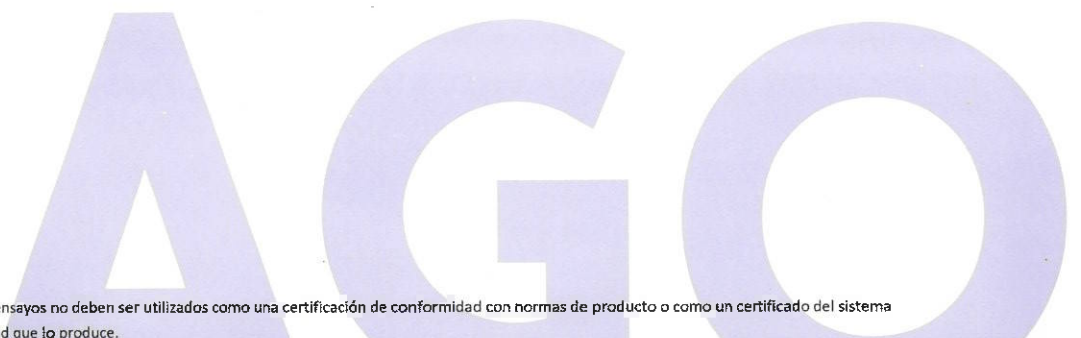 AGO
ensayos no deben ser utilizados como una certificación de conformidad con normas de producto o como un certificado del sistema
d que lo produce.